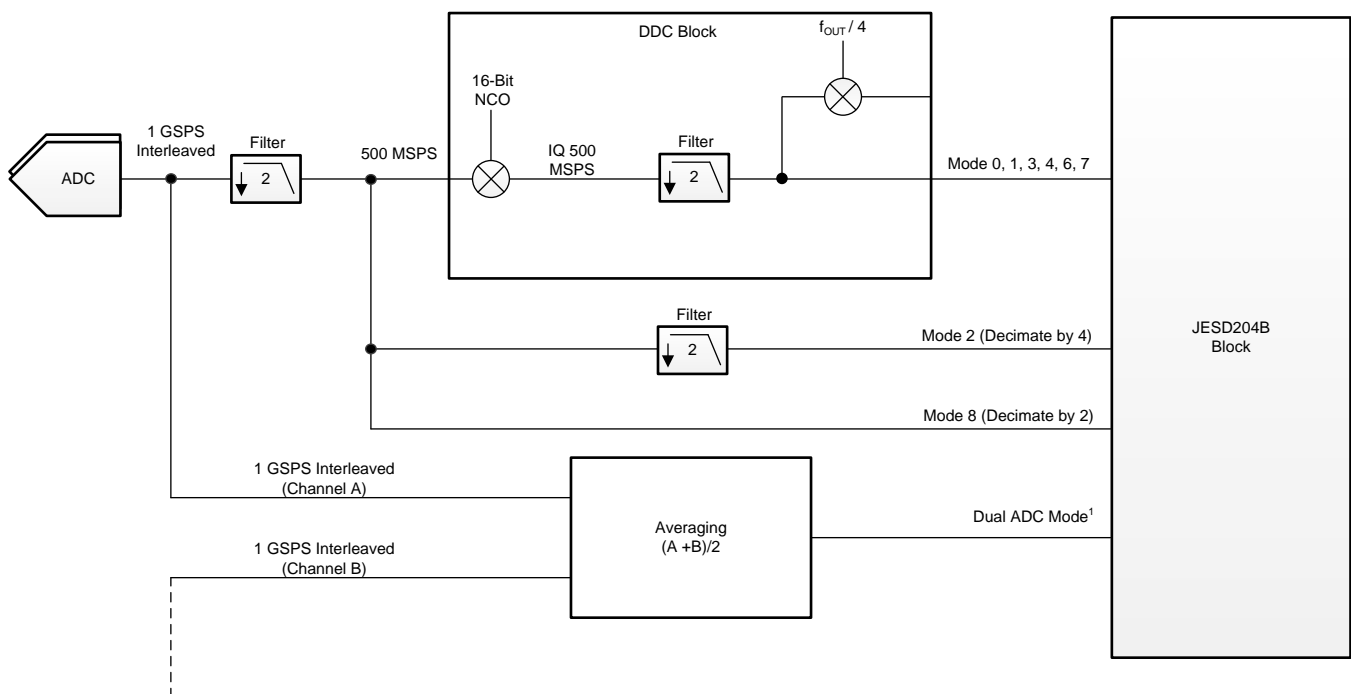 DDC Block
f_OUT / 4
16-Bit
NCO
1 GSPS
Interleaved
Filter
500 MSPS
IQ 500
MSPS
Filter
ADC
2
2
Mode 0, 1, 3, 4, 6, 7
Filter
2
Mode 2 (Decimate by 4)
JESD204B
Block
Mode 8 (Decimate by 2)
1 GSPS Interleaved
(Channel A)
Averaging
(A +B)/2
Dual ADC Mode¹
1 GSPS Interleaved
(Channel B)